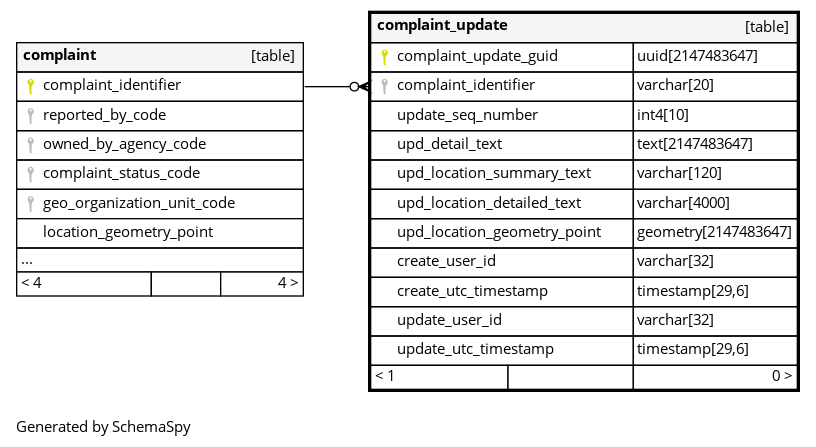 complaint [table]
complaint_identifier
reported_by_code
owned_by_agency_code
complaint_status_code
geo_organization_unit_code
location_geometry_point
...
< 4 4 >
complaint_update [table]
complaint_update_guid uuid[2147483647]
complaint_identifier varchar[20]
update_seq_number int4[10]
upd_detail_text text[2147483647]
upd_location_summary_text varchar[120]
upd_location_detailed_text varchar[4000]
upd_location_geometry_point geometry[2147483647]
create_user_id varchar[32]
create_utc_timestamp timestamp[29,6]
update_user_id varchar[32]
update_utc_timestamp timestamp[29,6]
< 1 0 >
Generated by SchemaSpy